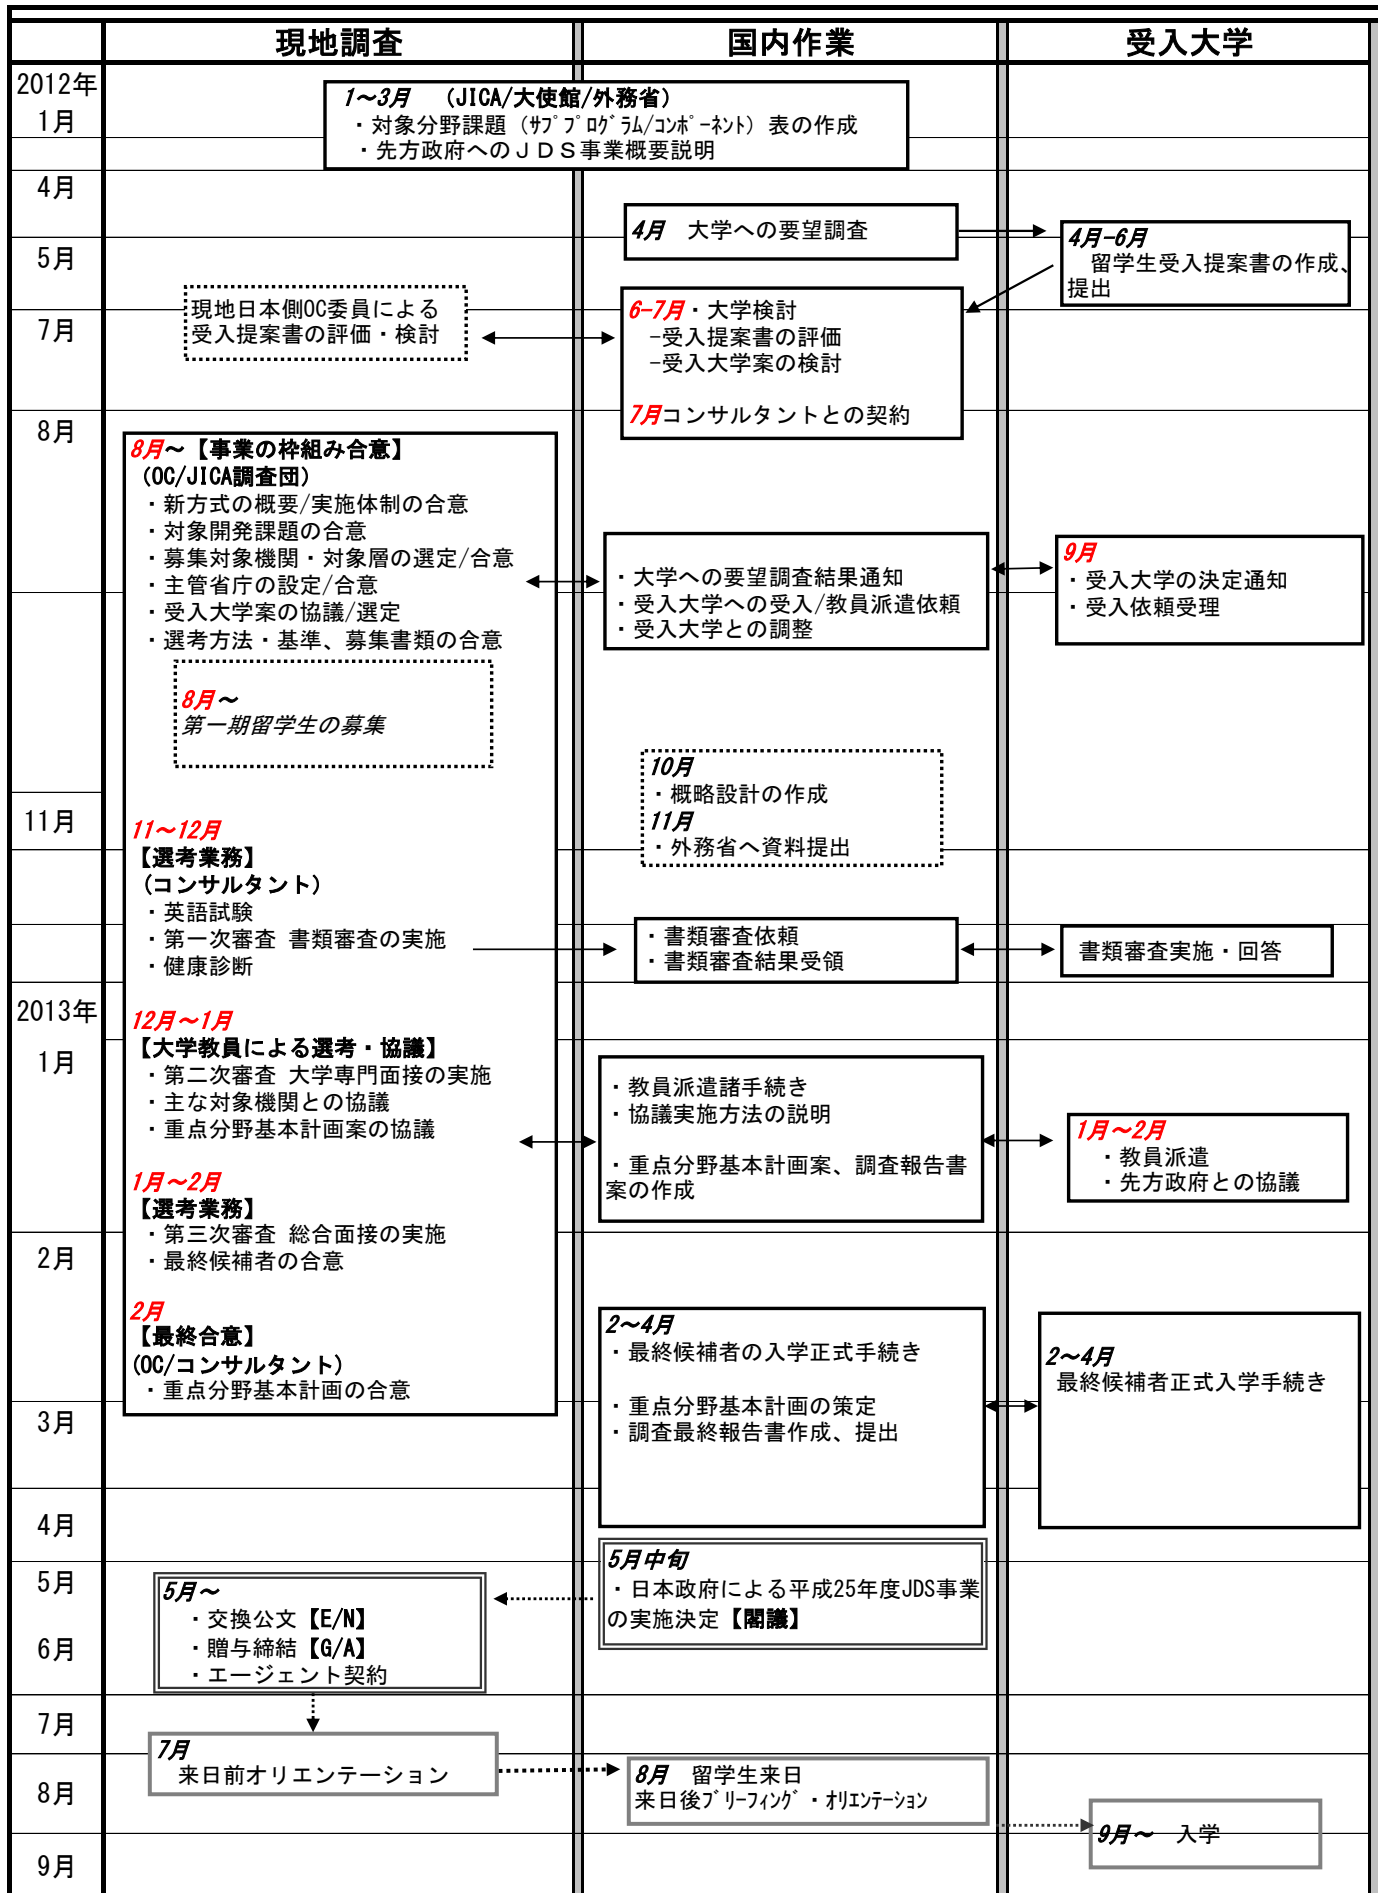 現地調査
国内作業
受入大学
2012年
1月
1～3月　（JICA/大使館/外務省）
・対象分野課題（ｻﾌﾞﾌﾟﾛｸﾞﾗﾑ/ｺﾝﾎﾟｰﾈﾝﾄ）表の作成
・先方政府へのＪＤＳ事業概要説明
4月
4月　大学への要望調査
4月-6月
留学生受入提案書の作成、
提出
5月
現地日本側OC委員による
受入提案書の評価・検討
7月
6-7月・大学検討
-受入提案書の評価
-受入大学案の検討
7月コンサルタントとの契約
8月
8月～【事業の枠組み合意】
（OC/JICA調査団）
・新方式の概要/実施体制の合意
・対象開発課題の合意
・募集対象機関・対象層の選定/合意
・主管省庁の設定/合意
・受入大学案の協議/選定
・選考方法・基準、募集書類の合意
・大学への要望調査結果通知
・受入大学への受入/教員派遣依頼
・受入大学との調整
9月
・受入大学の決定通知
・受入依頼受理
8月～
第一期留学生の募集
10月
・概略設計の作成
11月
・外務省へ資料提出
11月
11～12月
【選考業務】
（コンサルタント）
・英語試験
・第一次審査 書類審査の実施
・健康診断
・書類審査依頼
・書類審査結果受領
書類審査実施・回答
2013年
1月
12月～1月
【大学教員による選考・協議】
・第二次審査 大学専門面接の実施
・主な対象機関との協議
・重点分野基本計画案の協議
・教員派遣諸手続き
・協議実施方法の説明
・重点分野基本計画案、調査報告書
案の作成
1月～2月
・教員派遣
・先方政府との協議
1月～2月
【選考業務】
・第三次審査 総合面接の実施
・最終候補者の合意
2月
2月
【最終合意】
(OC/コンサルタント)
・重点分野基本計画の合意
2～4月
・最終候補者の入学正式手続き
・重点分野基本計画の策定
・調査最終報告書作成、提出
2～4月
最終候補者正式入学手続き
3月
4月
5月中旬
・日本政府による平成25年度JDS事業
の実施決定【閣議】
5月
5月～
・交換公文【E/N】
・贈与締結【G/A】
・エージェント契約
6月
7月
7月
来日前オリエンテーション
8月
8月　留学生来日
来日後ﾌﾞﾘｰﾌｨﾝｸﾞ・ｵﾘｴﾝﾃｰｼｮﾝ
9月～　入学
9月